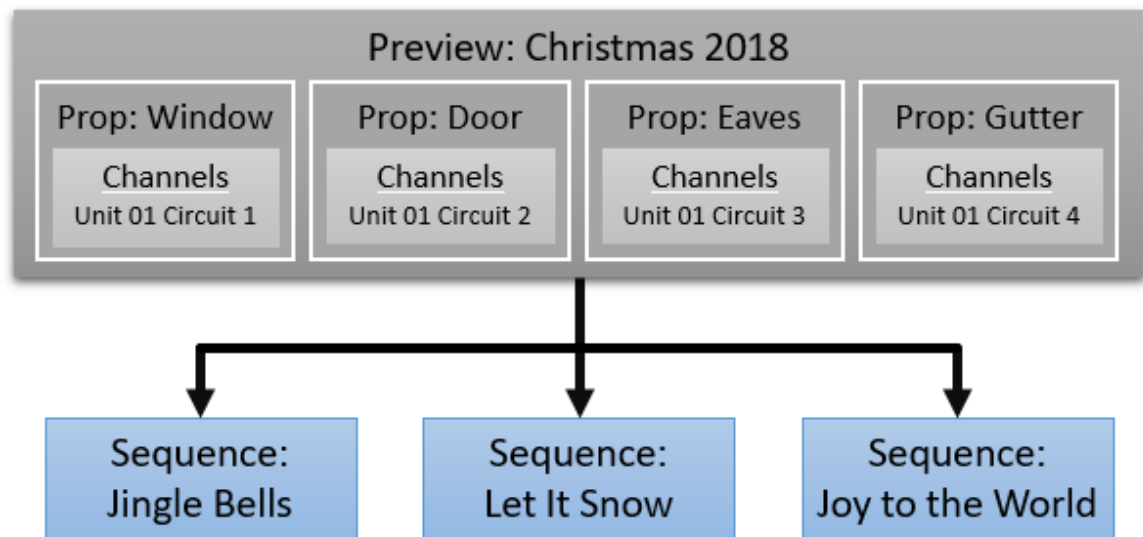 Preview: Christmas 2018
Prop: Window
Channels
Unit 01 Circuit 1
Prop: Door
Channels
Unit 01 Circuit 2
Prop: Eaves
Channels
Unit 01 Circuit 3
Prop: Gutter
Channels
Unit 01 Circuit 4
Sequence:
Jingle Bells
Sequence:
Let It Snow
Sequence:
Joy to the World